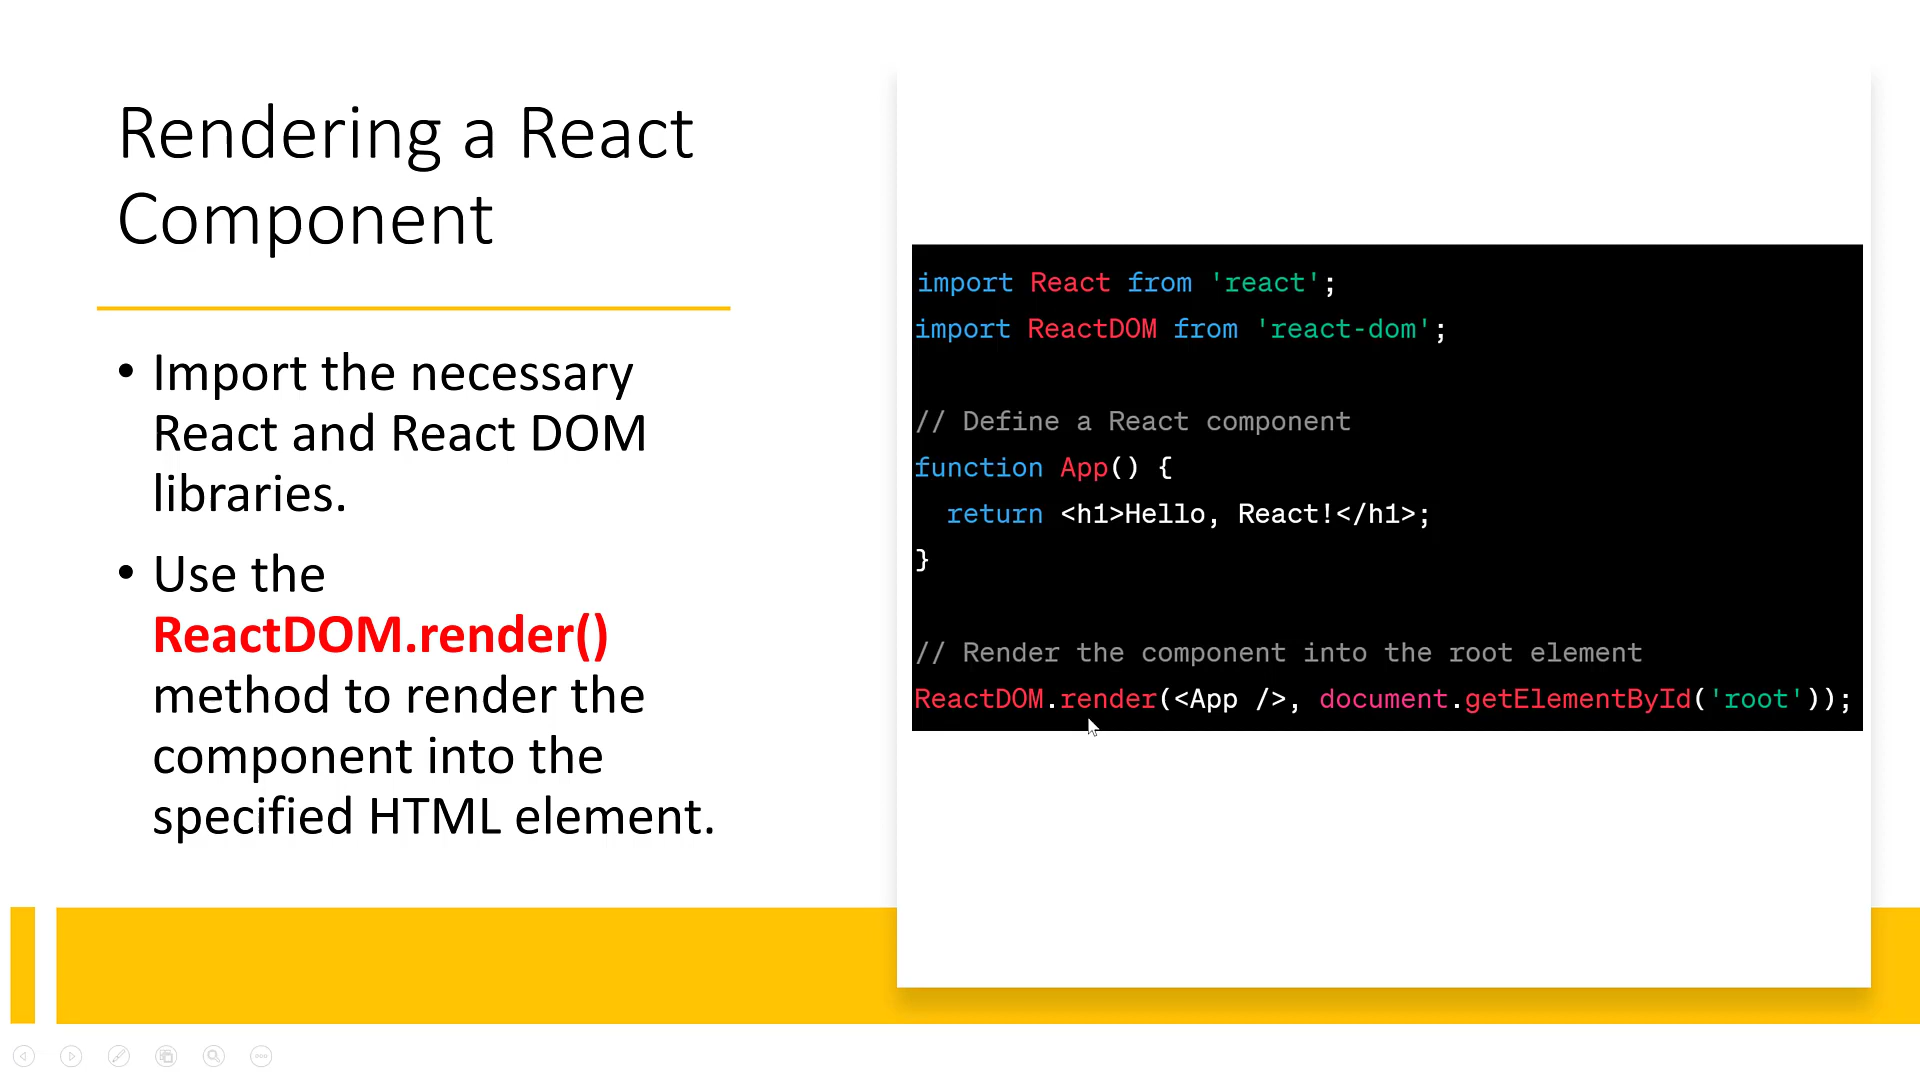 Rendering a React
Component
• Import the necessary
React and React DOM
libraries.
• Use the
ReactDOM.render()
method to render the
component into the
specified HTML element.
import React from 'react';
import ReactDOM from 'react-dom';
// Define a React component
function App() {
  return <h1>Hello, React!</h1>;
}
// Render the component into the root element
ReactDOM.render(<App />, document.getElementById('root'));